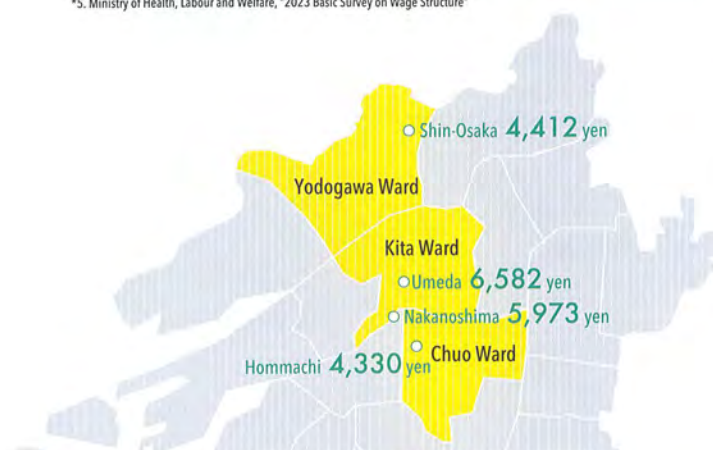 *5. Ministry of Health, Labour and Welfare, "2023 Basic Survey on Wage Structure"
Shin-Osaka 4,412 yen
Yodogawa Ward
Kita Ward
Umeda 6,582 yen
Nakanoshima 5,973 yen
Chuo Ward
Hommachi 4,330 yen